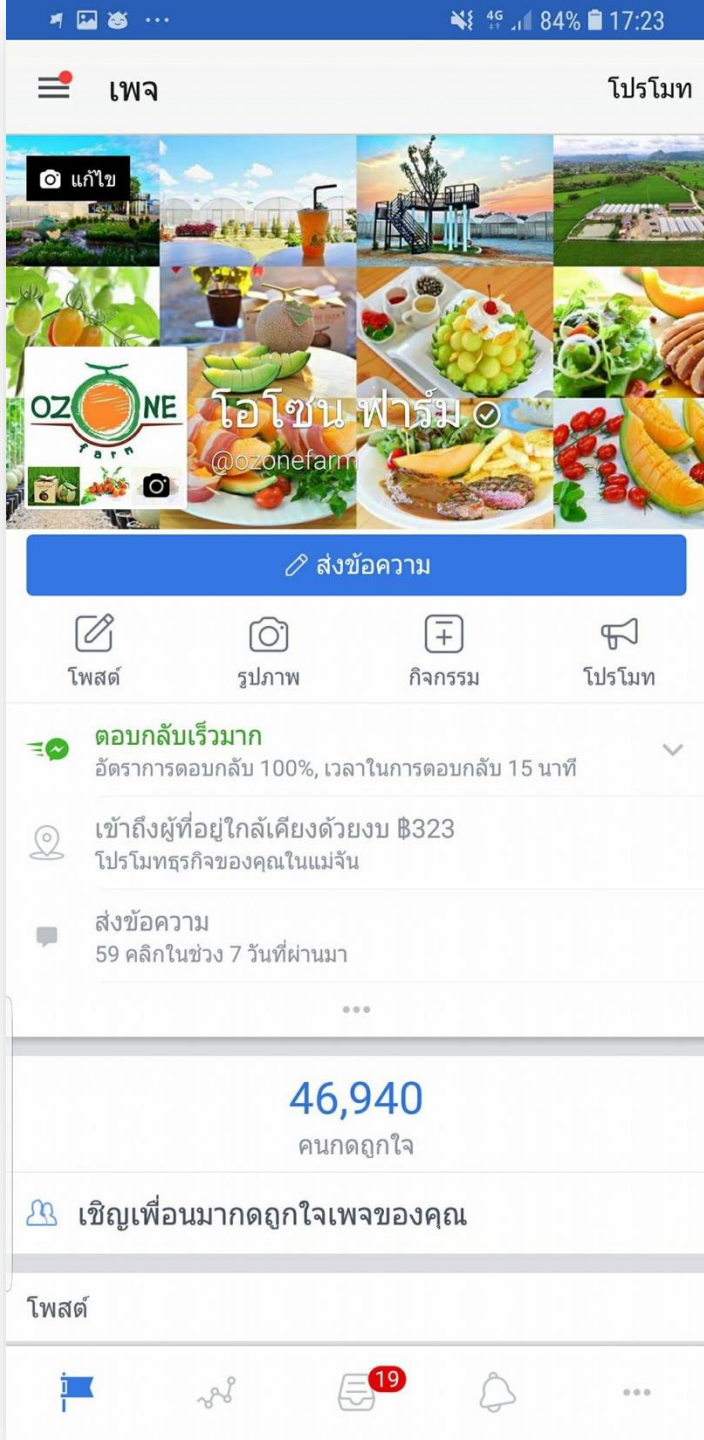 4G 84% 17:23
เพจ
โปรโมท
แก้ไข
OZONE
farm
โอโซน ฟาร์ม
@ozonefarm
ส่งข้อความ
โพสต์ รูปภาพ กิจกรรม โปรโมท
ตอบกลับเร็วมาก
อัตราการตอบกลับ 100%, เวลาในการตอบกลับ 15 นาที
เข้าถึงผู้ที่อยู่ใกล้เคียงด้วยงบ ฿323
โปรโมทธุรกิจของคุณในแม่จัน
ส่งข้อความ
59 คลิกในช่วง 7 วันที่ผ่านมา
46,940
คนกดถูกใจ
เชิญเพื่อนมากดถูกใจเพจของคุณ
โพสต์
19